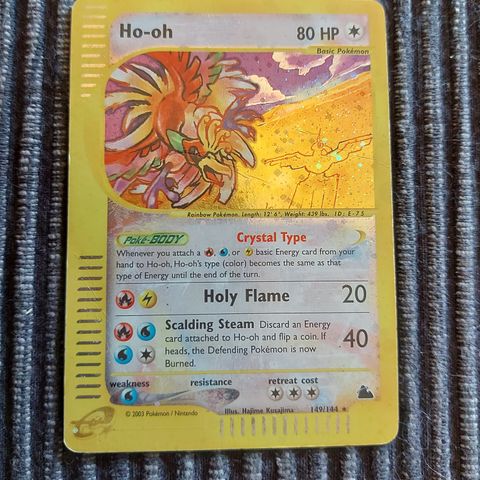 Ho-oh 80 HP
Basic Pokémon
Rainbow Pokémon. Length: 12' 6", Weight: 439 lbs. ID: E-75
Poké-BODY Crystal Type
Whenever you attach a R, W, or L basic Energy card from your
hand to Ho-oh, Ho-oh's type (color) becomes the same as that
type of Energy until the end of the turn.
Holy Flame 20
Scalding Steam Discard an Energy
card attached to Ho-oh and flip a coin. If
heads, the Defending Pokémon is now
Burned.
40
weakness resistance retreat cost
Illus. Hajime Kusajima 149/144
© 2003 Pokémon / Nintendo
e